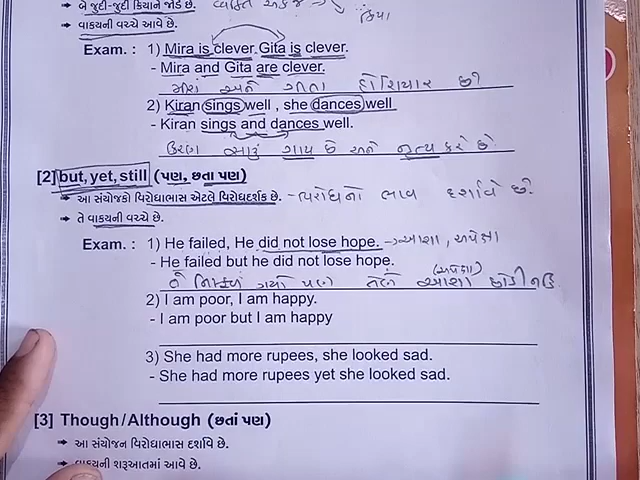 ➔ બે જુદી-જુદી ક્રિયાને જોડે છે.
ક્રિયા
➔ વાક્યની વચ્ચે આવે છે.
Exam. : 1) Mira is clever. Gita is clever.
- Mira and Gita are clever.
મીરાં અને ગીતા હોશિયાર છે
2) Kiran sings well , she dances well
- Kiran sings and dances well.
કિરણ સારું ગાય છે અને નૃત્ય કરે છે.
[2] but, yet, still (પણ, છતા પણ)
➔ આ સંયોજકો વિરોધાભાસ એટલે વિરોધદર્શક છે. - વિરોધનો ભાવ દર્શાવે છે.
➔ તે વાકયની વચ્ચે છે.
Exam. : 1) He failed, He did not lose hope. → આશા, અપેક્ષા
- He failed but he did not lose hope.
(અપેક્ષા)
તે નિષ્ફળ ગયો પણ તેણે આશા છોડી નહિ
2) I am poor, I am happy.
- I am poor but I am happy
3) She had more rupees, she looked sad.
- She had more rupees yet she looked sad.
[3] Though/Although (છતાં પણ)
➔ આ સંયોજન વિરોધાભાસ દર્શાવે છે.
➔ વાક્યની શરૂઆતમાં આવે છે.